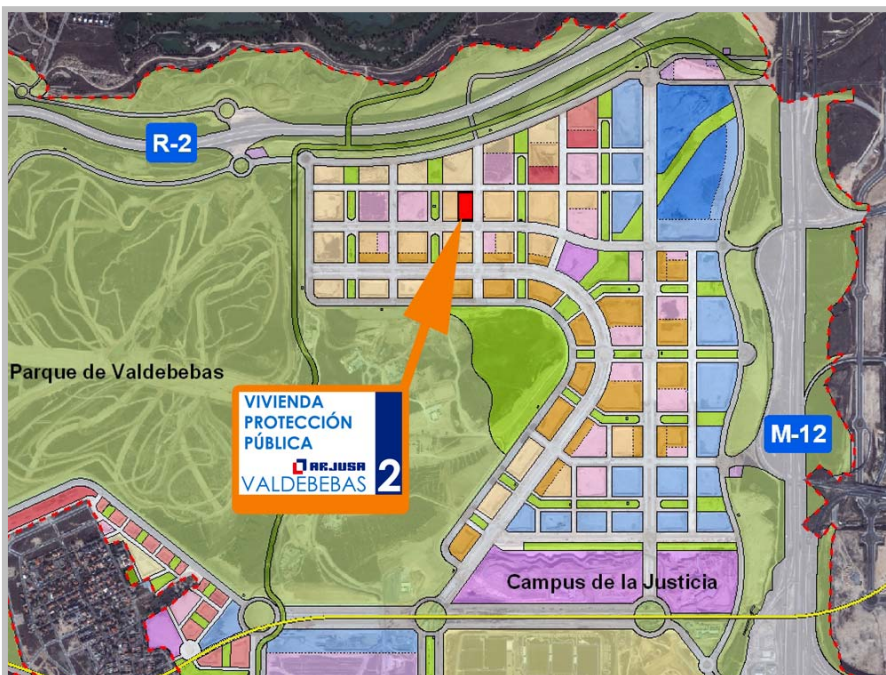 R-2
Parque de Valdebebas
VIVIENDA
PROTECCIÓN
PÚBLICA
ARJUSA
VALDEBEBAS 2
M-12
Campus de la Justicia